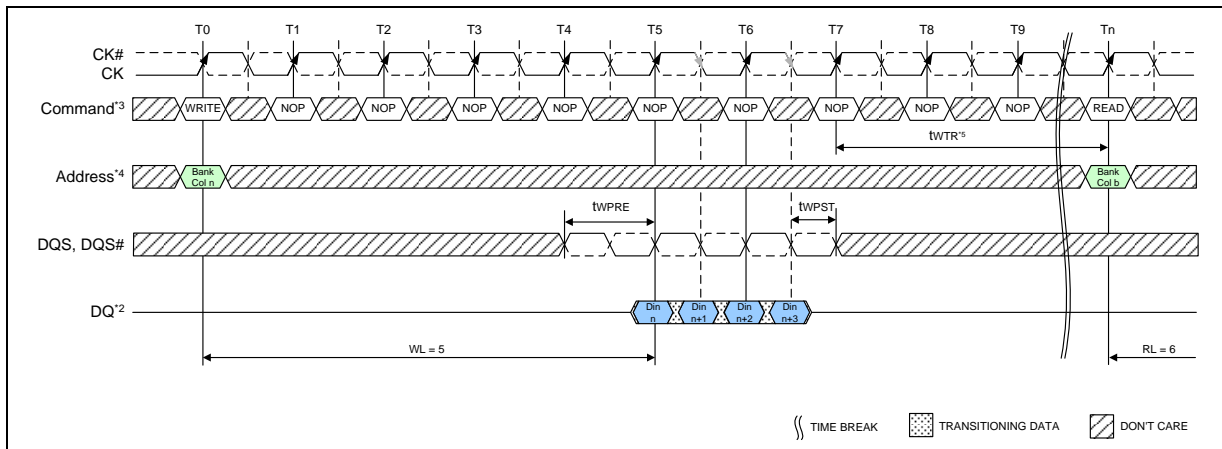 T0 T1 T2 T3 T4 T5 T6 T7 T8 T9 Tn
CK#
CK
Command*3 WRITE NOP NOP NOP NOP NOP NOP NOP NOP NOP READ
tWTR*5
Address*4 Bank Col n Bank Col b
tWPRE tWPST
DQS, DQS#
DQ*2 Din n Din n+1 Din n+2 Din n+3
WL = 5 RL = 6
TIME BREAK TRANSITIONING DATA DON'T CARE